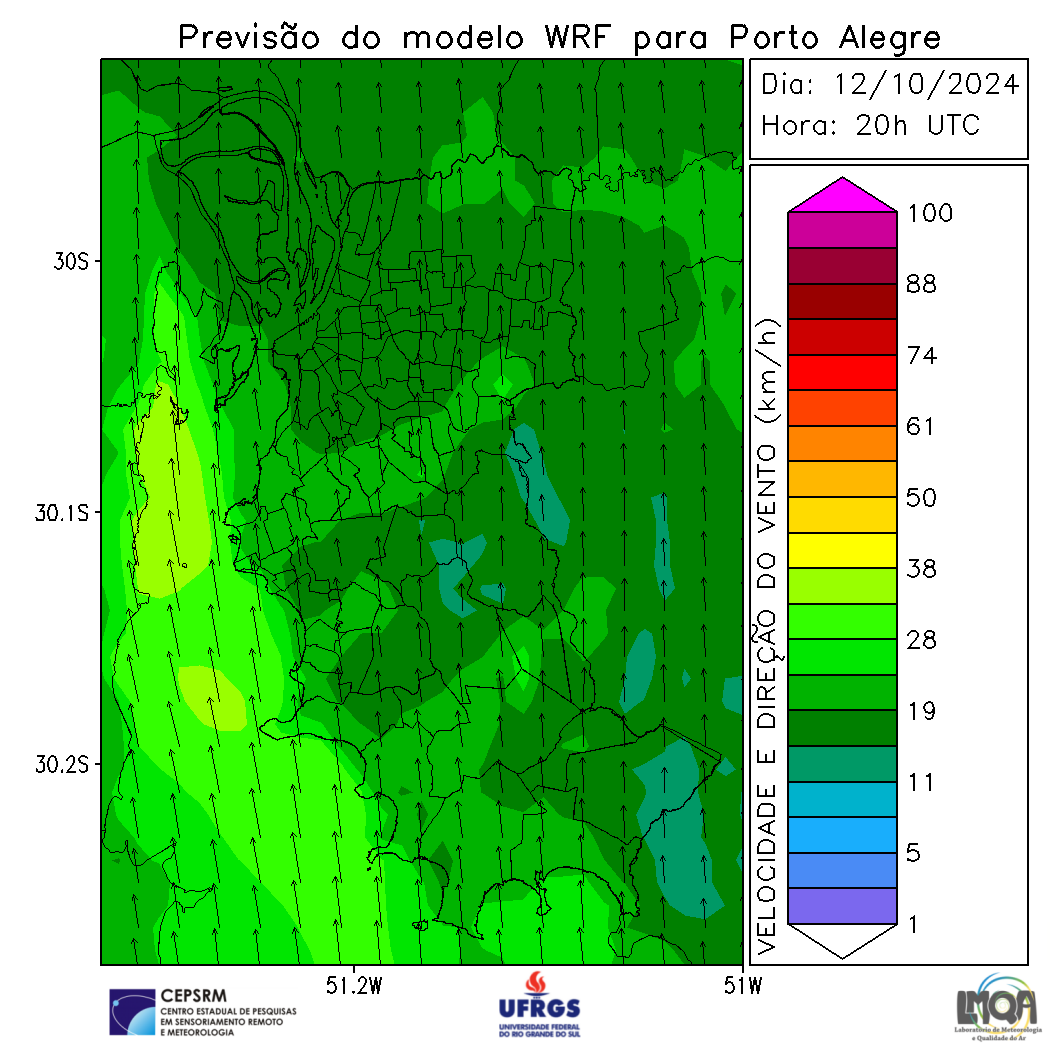 Previsão do modelo WRF para Porto Alegre
Dia: 12/10/2024
Hora: 20h UTC
30S
30.1S
30.2S
51.2W
51W
VELOCIDADE E DIREÇÃO DO VENTO (km/h)
100
88
74
61
50
38
28
19
11
5
1
CEPSRM
CENTRO ESTADUAL DE PESQUISAS
EM SENSORIAMENTO REMOTO
E METEOROLOGIA
UFRGS
UNIVERSIDADE FEDERAL
DO RIO GRANDE DO SUL
LMQA
Laboratório de Meteorologia
e Qualidade do Ar